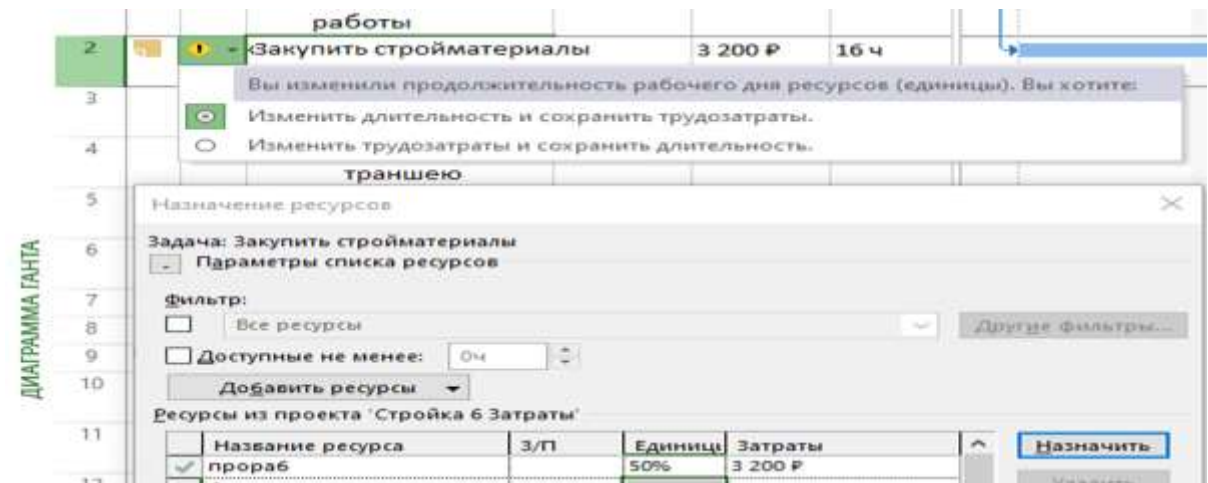 работы
2 Закупить стройматериалы 3 200 ₽ 16 ч
Вы изменили продолжительность рабочего дня ресурсов (единицы). Вы хотите:
3
Изменить длительность и сохранить трудозатраты.
4 Изменить трудозатраты и сохранить длительность.
траншею
5 Назначение ресурсов
6 Задача: Закупить стройматериалы
Параметры списка ресурсов
ДИАГРАММА ГАНТА
7 Фильтр:
8 Все ресурсы Другие фильтры...
9 Доступные не менее: 0ч
10 Добавить ресурсы
Ресурсы из проекта 'Стройка 6 Затраты'
11 Название ресурса З/П Единицы Затраты Назначить
прораб 50% 3 200 ₽